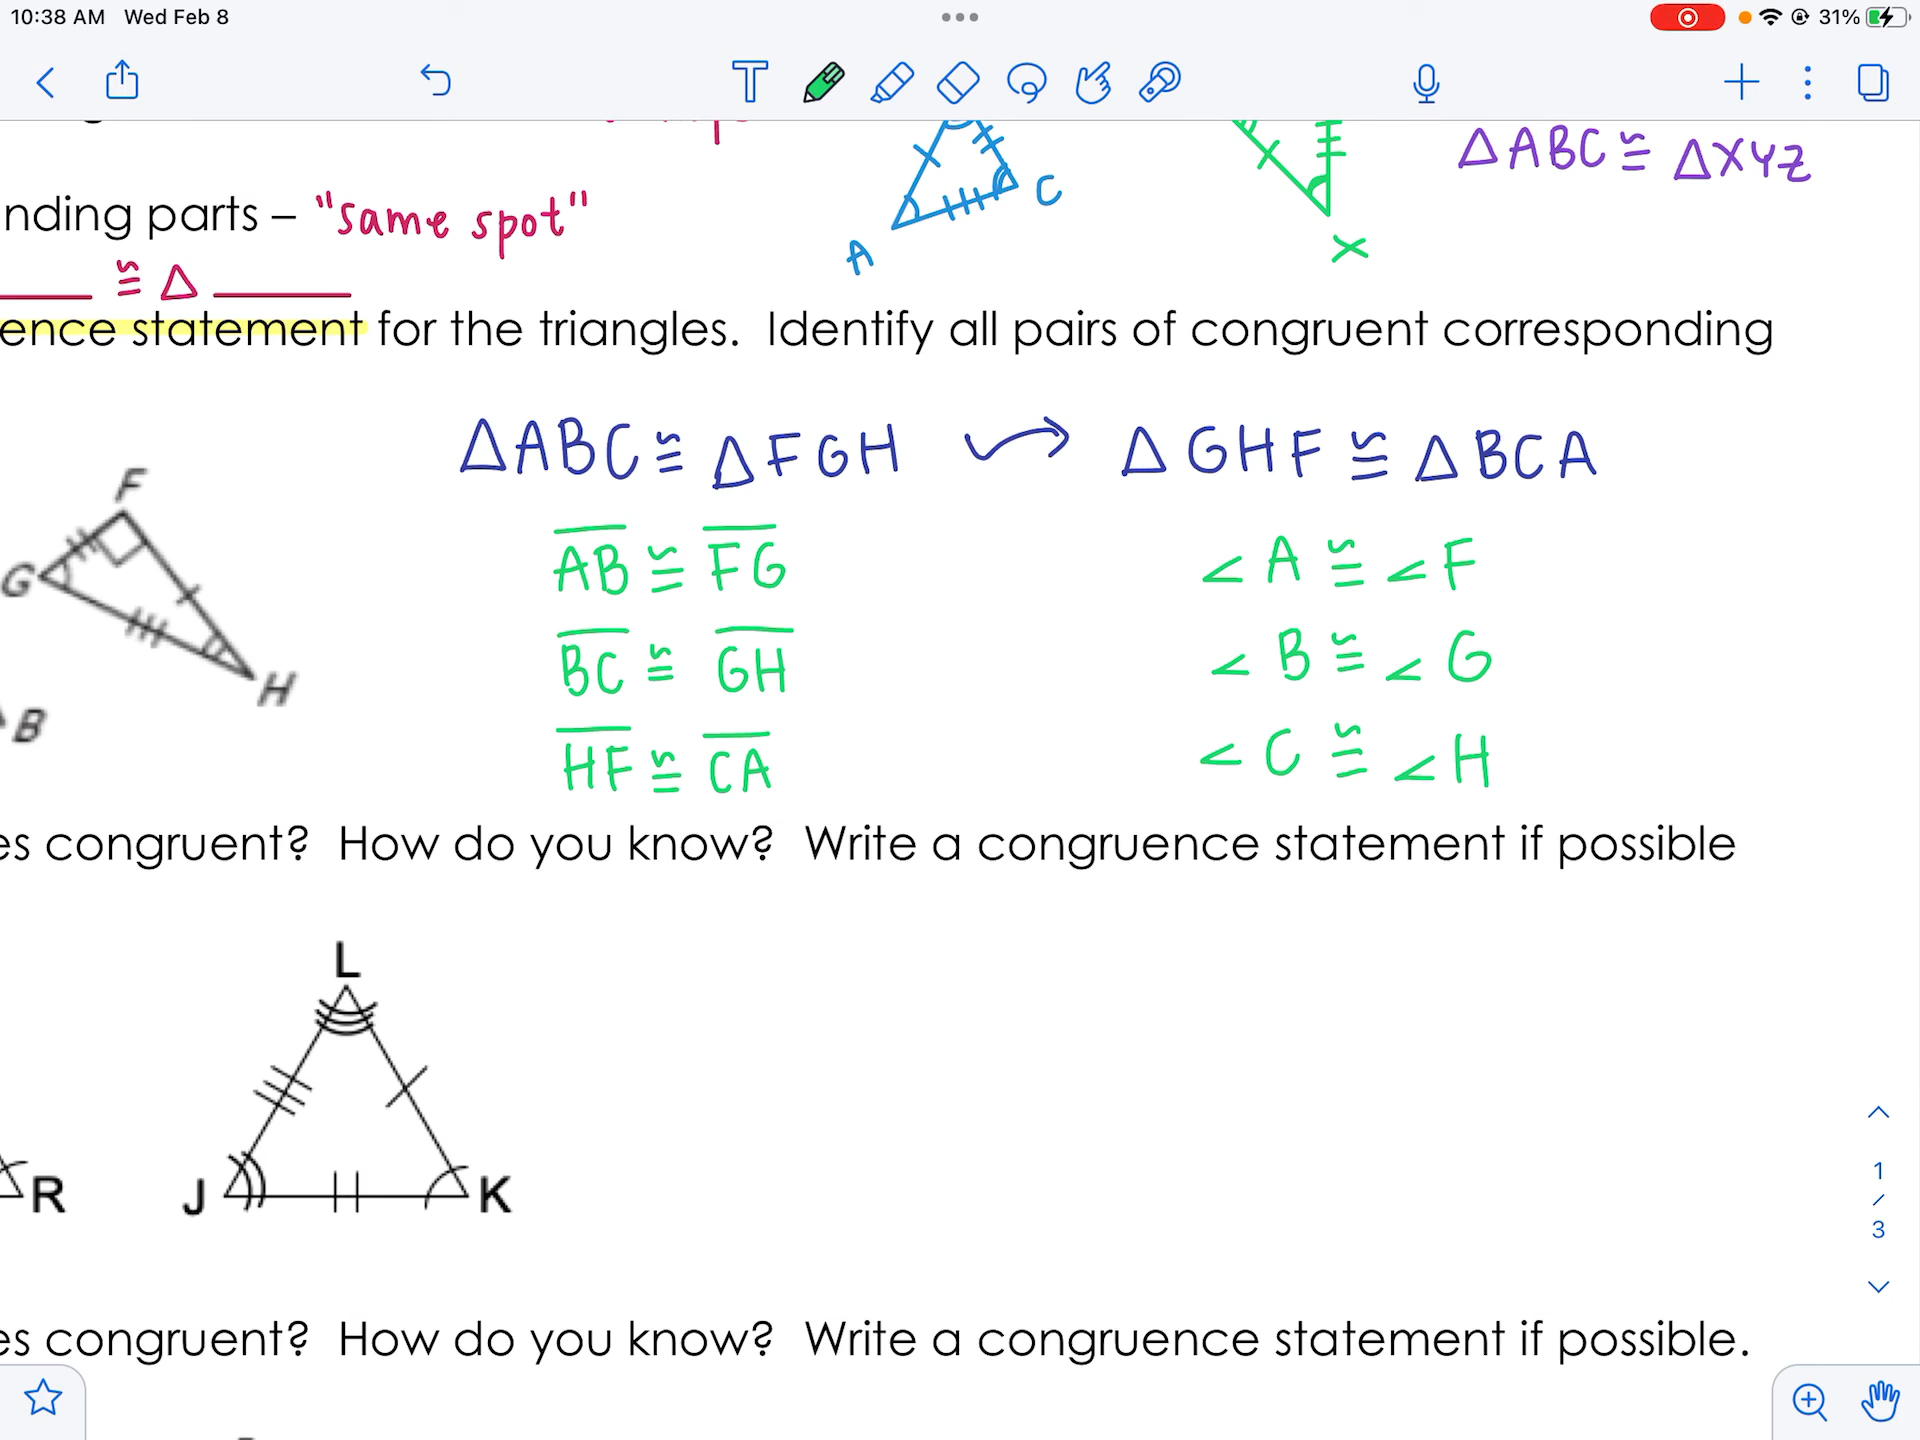 10:38 AM Wed Feb 8 31%
T
ΔABC ≅ ΔXYZ
nding parts – "same spot"
C
A
X
____ ≅ Δ ____
ence statement for the triangles. Identify all pairs of congruent corresponding
ΔABC ≅ ΔFGH → ΔGHF ≅ ΔBCA
F
G
H
B
AB ≅ FG
∠A ≅ ∠F
BC ≅ GH
∠B ≅ ∠G
HF ≅ CA
∠C ≅ ∠H
es congruent? How do you know? Write a congruence statement if possible
L
R
J
K
1
/
3
es congruent? How do you know? Write a congruence statement if possible.